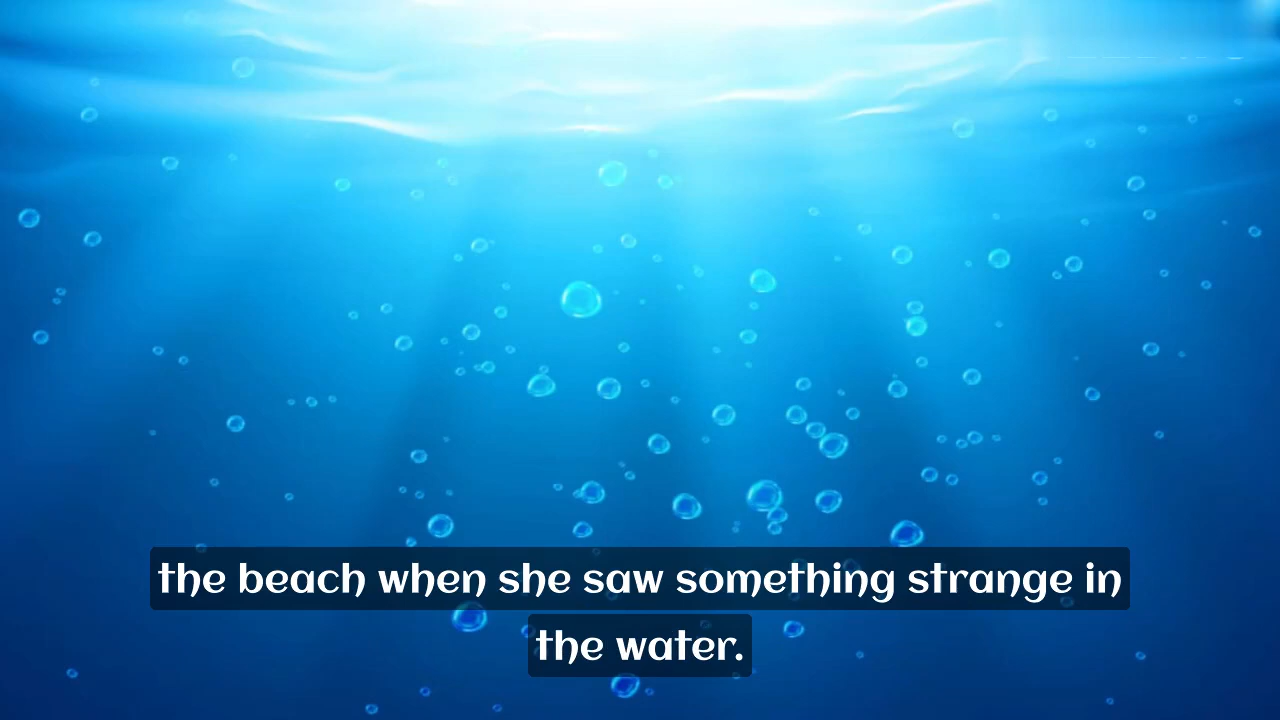 the beach when she saw something strange in
the water.